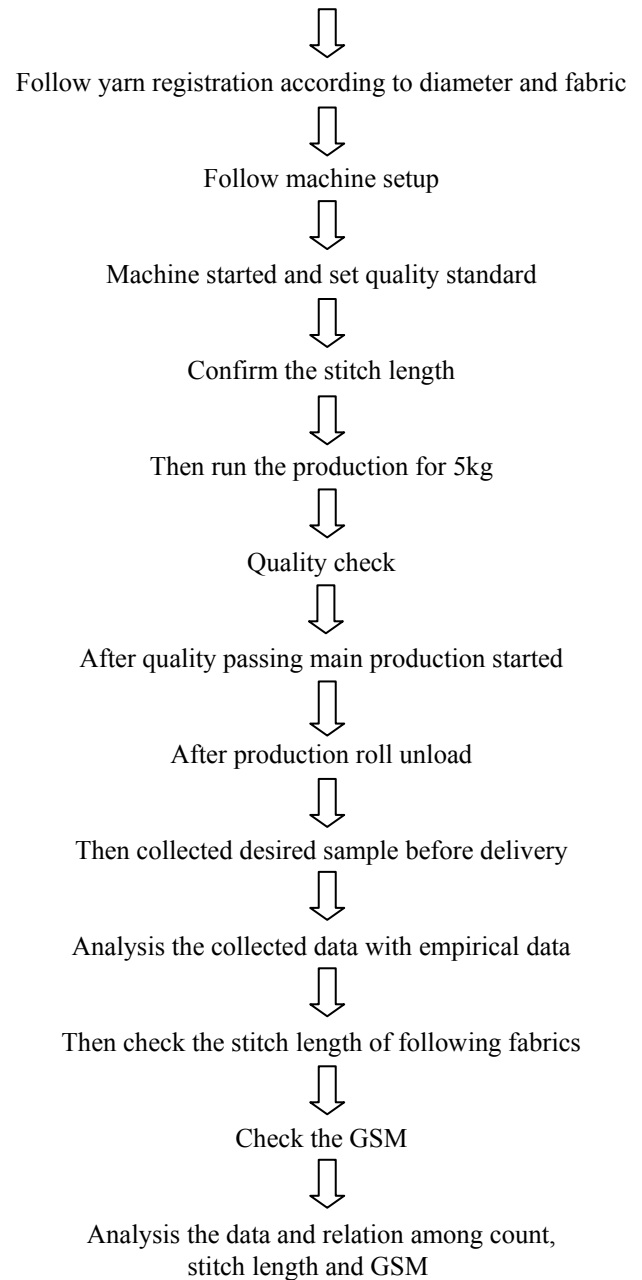 Follow yarn registration according to diameter and fabric
Follow machine setup
Machine started and set quality standard
Confirm the stitch length
Then run the production for 5kg
Quality check
After quality passing main production started
After production roll unload
Then collected desired sample before delivery
Analysis the collected data with empirical data
Then check the stitch length of following fabrics
Check the GSM
Analysis the data and relation among count,
stitch length and GSM